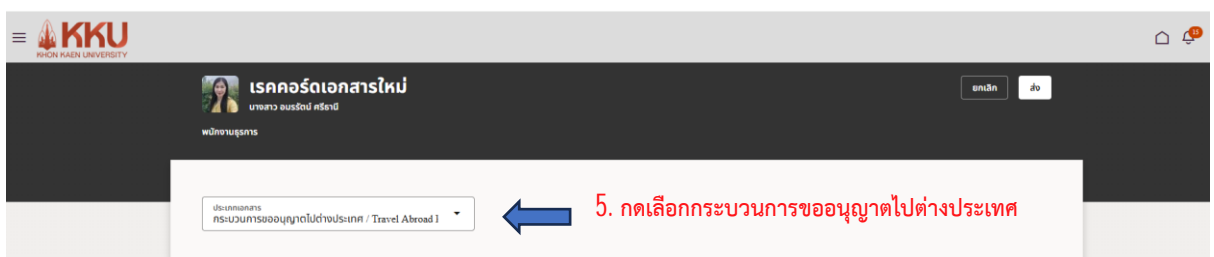 KKU
KHON KAEN UNIVERSITY
15
เรคคอร์ดเอกสารใหม่
นางสาว อมรรัตน์ ศรีธานี
พนักงานธุรการ
ยกเลิก
ส่ง
ประเภทเอกสาร
กระบวนการขออนุญาตไปต่างประเทศ / Travel Abroad
5. กดเลือกกระบวนการขออนุญาตไปต่างประเทศ